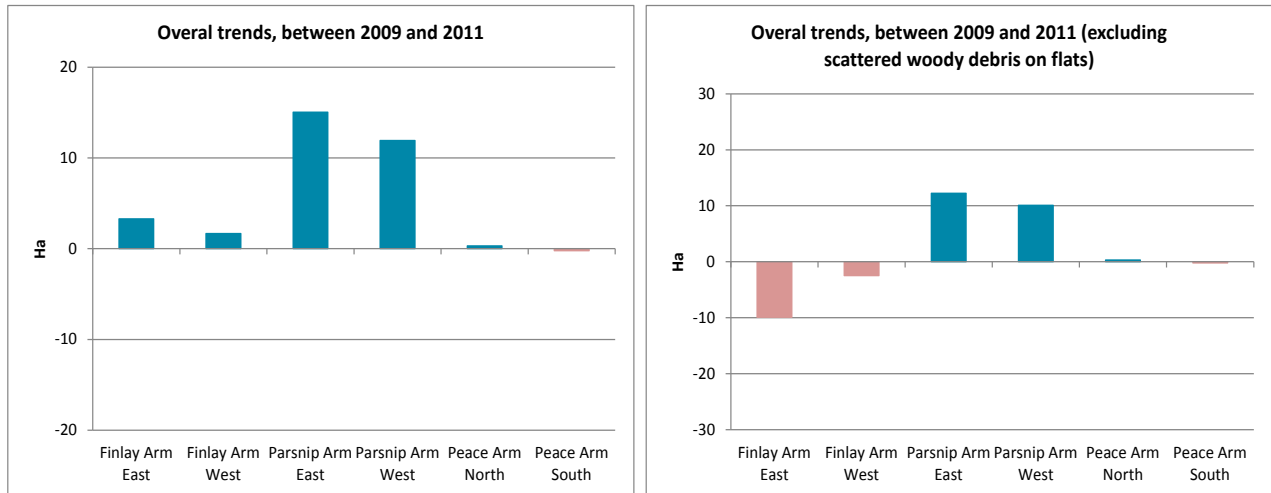 Overal trends, between 2009 and 2011
20
10
0
-10
-20
Ha
Finlay Arm East
Finlay Arm West
Parsnip Arm East
Parsnip Arm West
Peace Arm North
Peace Arm South
Overal trends, between 2009 and 2011 (excluding
scattered woody debris on flats)
30
20
10
0
-10
-20
-30
Ha
Finlay Arm East
Finlay Arm West
Parsnip Arm East
Parsnip Arm West
Peace Arm North
Peace Arm South